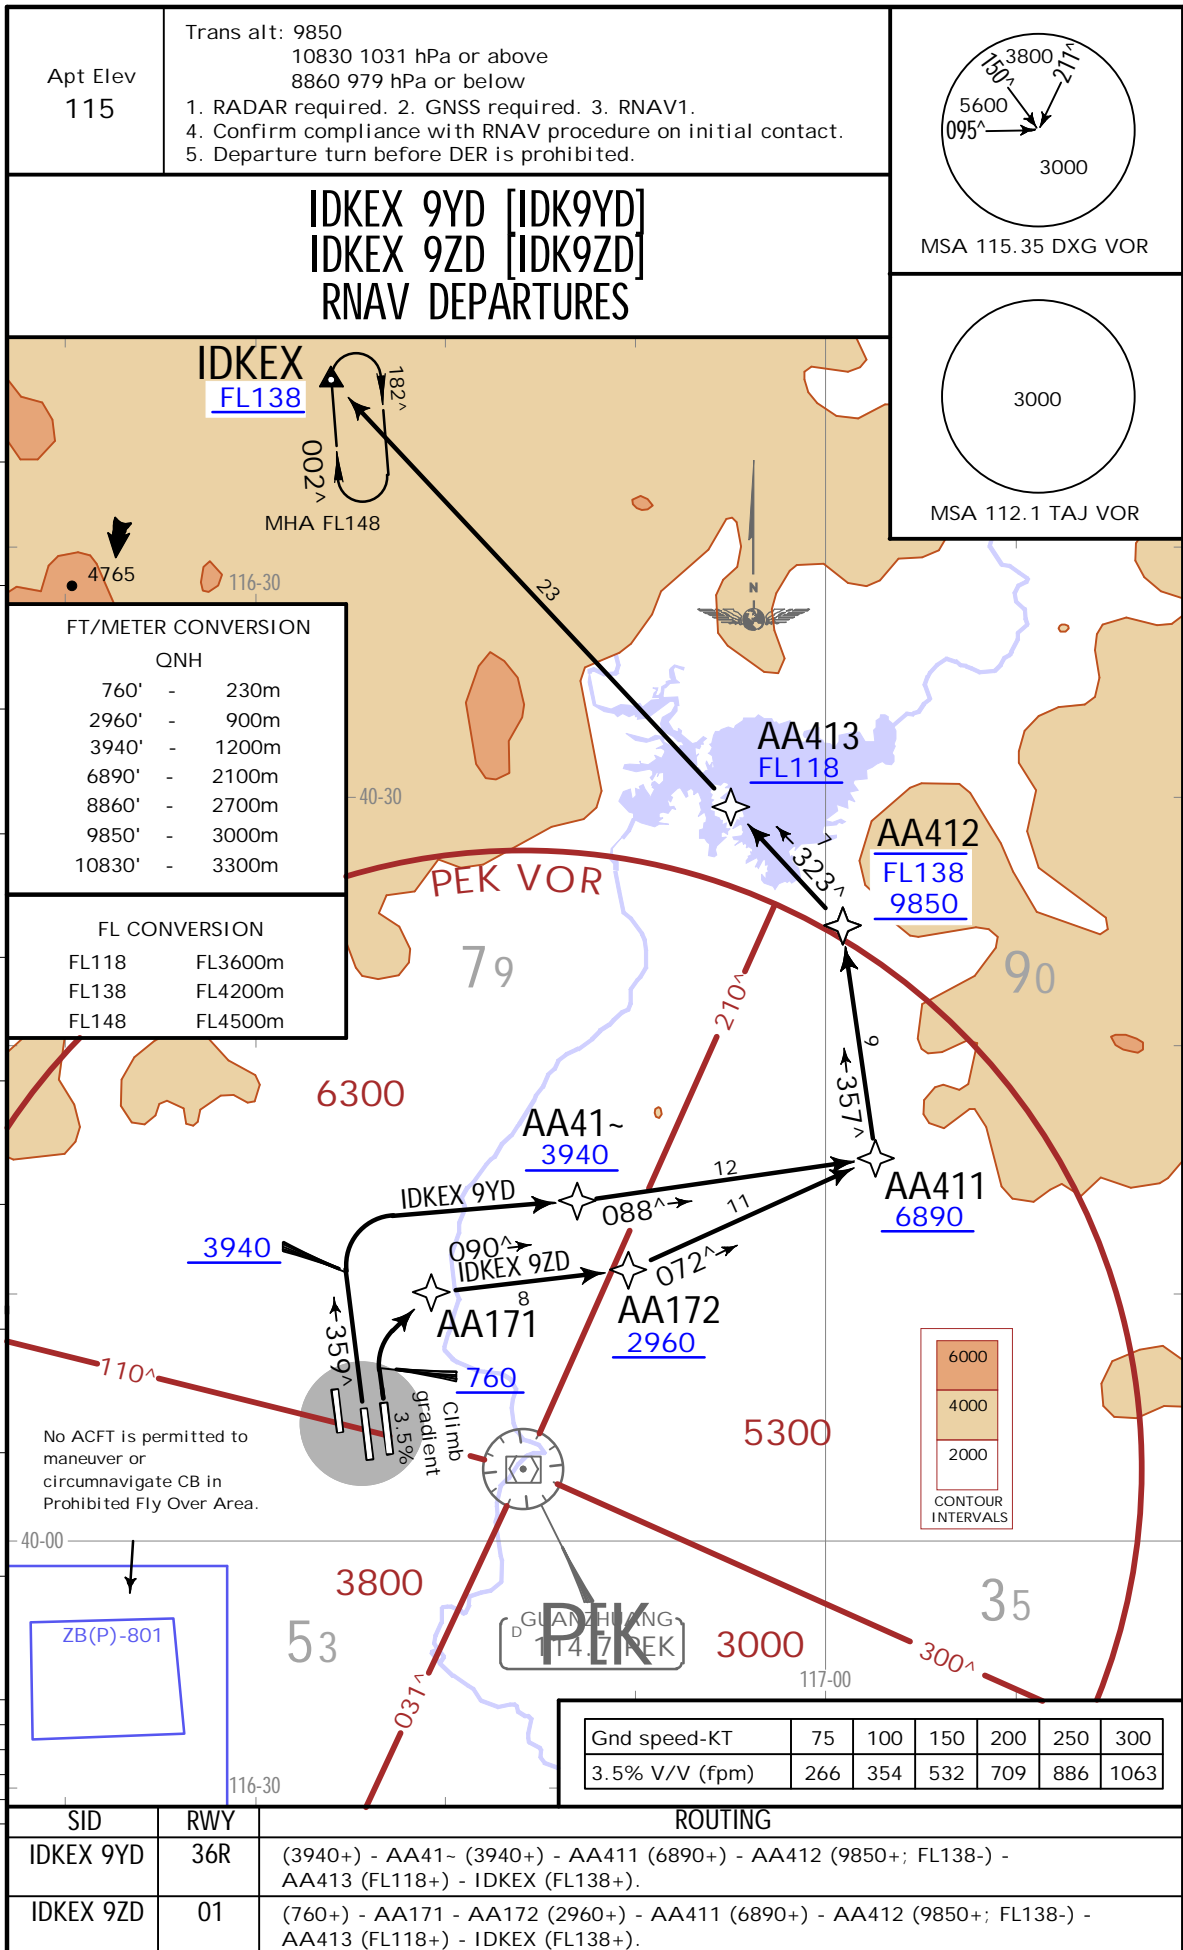 Apt Elev
115
Trans alt: 9850
10830 1031 hPa or above
8860 979 hPa or below
1. RADAR required. 2. GNSS required. 3. RNAV1.
4. Confirm compliance with RNAV procedure on initial contact.
5. Departure turn before DER is prohibited.
3800
150^
211^
5600
095^
3000
MSA 115.35 DXG VOR
IDKEX 9YD [IDK9YD]
IDKEX 9ZD [IDK9ZD]
RNAV DEPARTURES
3000
MSA 112.1 TAJ VOR
IDKEX
FL138
182^
002^
MHA FL148
4765
116-30
23
N
FT/METER CONVERSION
QNH
760' - 230m
2960' - 900m
3940' - 1200m
6890' - 2100m
8860' - 2700m
9850' - 3000m
10830' - 3300m
FL CONVERSION
FL118 FL3600m
FL138 FL4200m
FL148 FL4500m
40-30
AA413
FL118
AA412
FL138
9850
7
323^
PEK VOR
79
90
210^
9
357^
6300
AA41~
3940
12
IDKEX 9YD
088^
11
AA411
6890
3940
090^
IDKEX 9ZD
8
072^
AA171
AA172
2960
359^
760
110^
3.5%
Climb
gradient
5300
6000
4000
2000
CONTOUR
INTERVALS
No ACFT is permitted to
maneuver or
circumnavigate CB in
Prohibited Fly Over Area.
40-00
3800
53
35
ZB(P)-801
GUANZHUANG
D 114.7 PEK
PEK
3000
300^
117-00
031^
116-30
Gnd speed-KT 75 100 150 200 250 300
3.5% V/V (fpm) 266 354 532 709 886 1063
SID RWY ROUTING
IDKEX 9YD 36R (3940+) - AA41~ (3940+) - AA411 (6890+) - AA412 (9850+; FL138-) -
AA413 (FL118+) - IDKEX (FL138+).
IDKEX 9ZD 01 (760+) - AA171 - AA172 (2960+) - AA411 (6890+) - AA412 (9850+; FL138-) -
AA413 (FL118+) - IDKEX (FL138+).